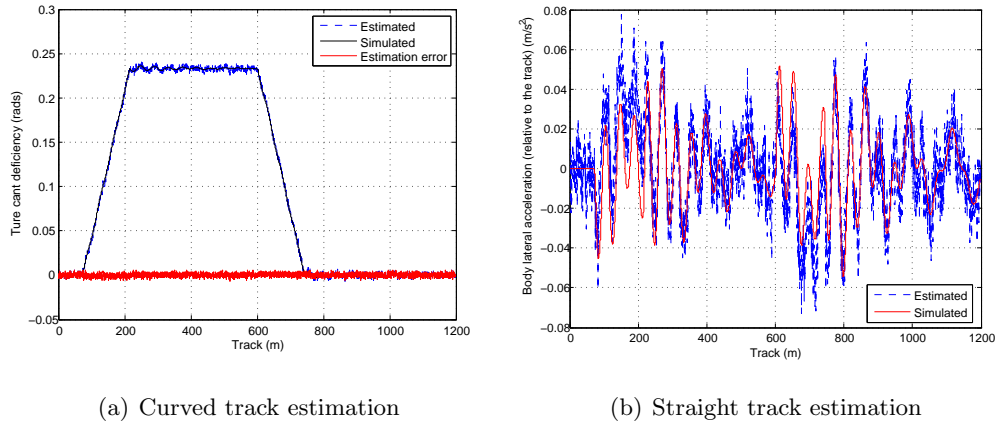 0.3
0.25
0.2
0.15
0.1
0.05
0
−0.05
0
200
400
600
800
1000
1200
Ture cant deficiency (rads)
Track (m)
Estimated
Simulated
Estimation error
(a) Curved track estimation
0.08
0.06
0.04
0.02
0
−0.02
−0.04
−0.06
−0.08
0
200
400
600
800
1000
1200
Body lateral acceleration (relative to the track) (m/s²)
Track (m)
Estimated
Simulated
(b) Straight track estimation